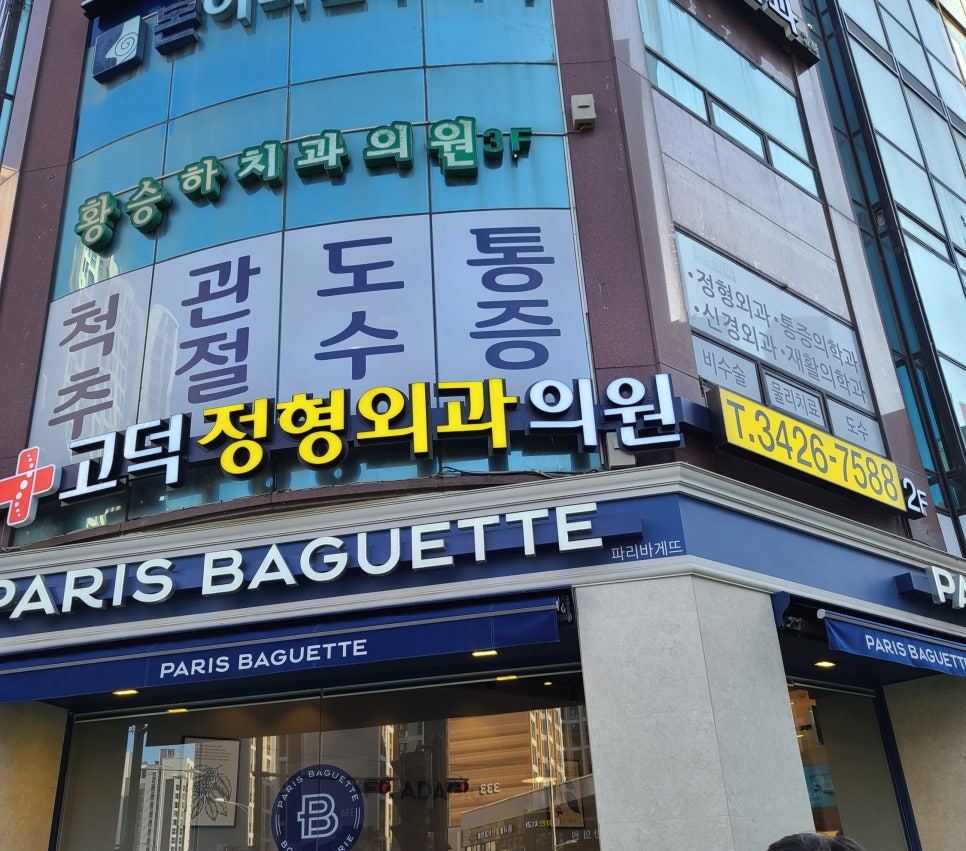 황승하치과의원 3F
척추
관절
도수
통증
·정형외과·통증의학과
·신경외과·재활의학과
비수술
물리치료
도수
고덕정형외과의원
T.3426-7588 2F
PARIS BAGUETTE 파리바게뜨
PARIS BAGUETTE
PARIS BAGUETTE
PARIS BAGUETTE
B